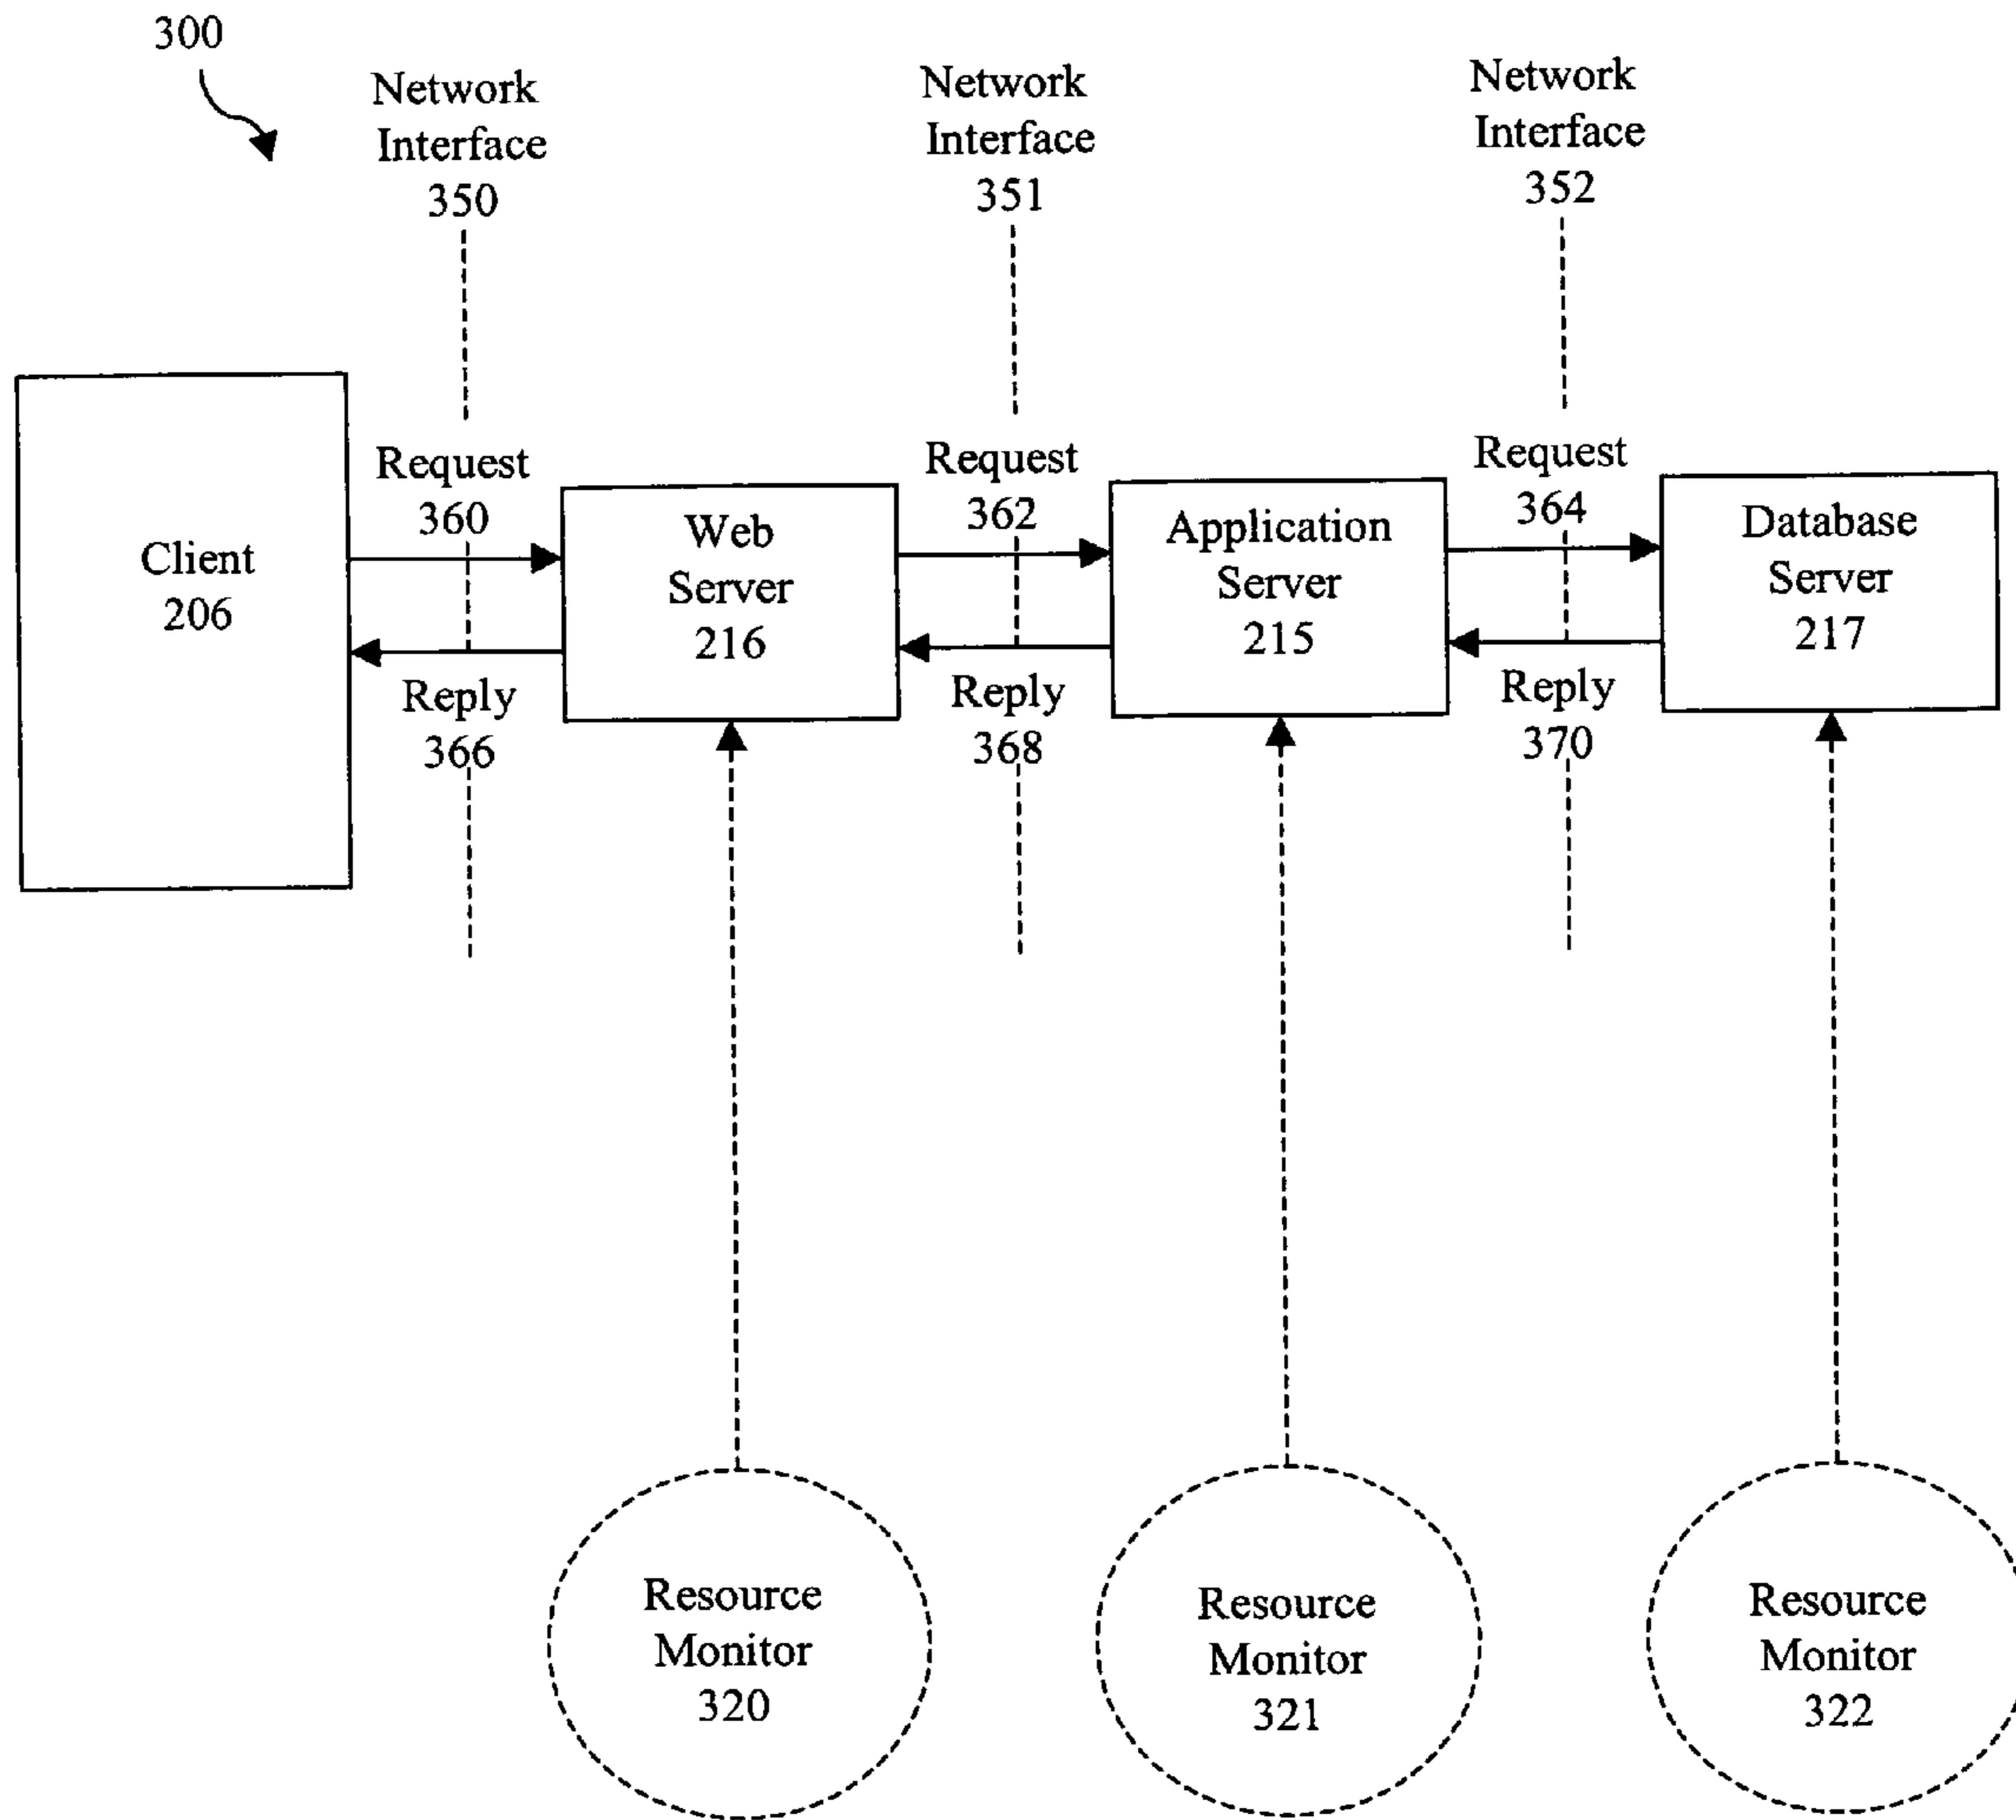 300
Network
Interface
350
Network
Interface
351
Network
Interface
352
Client
206
Request
360
Reply
366
Web
Server
216
Request
362
Reply
368
Application
Server
215
Request
364
Reply
370
Database
Server
217
Resource
Monitor
320
Resource
Monitor
321
Resource
Monitor
322